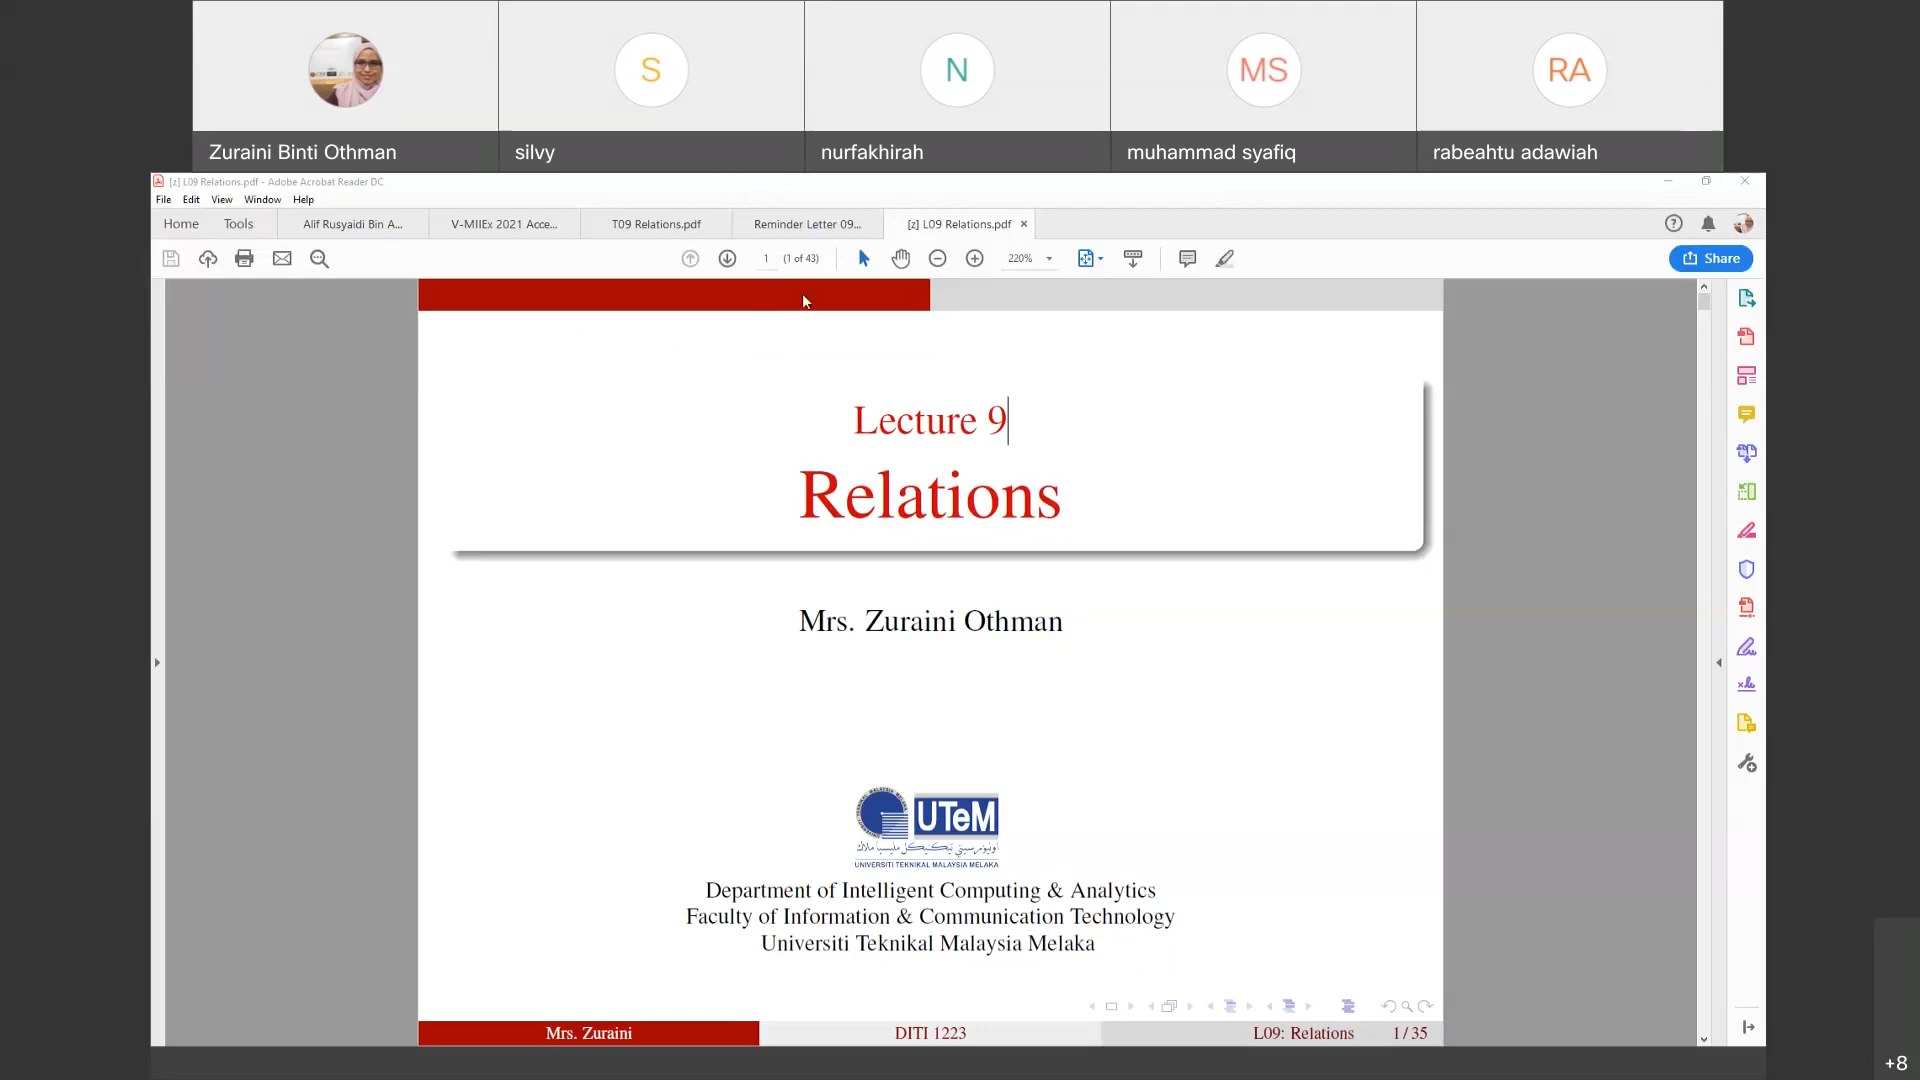 S
N
MS
RA
Zuraini Binti Othman
silvy
nurfakhirah
muhammad syafiq
rabeahtu adawiah
[z] L09 Relations.pdf - Adobe Acrobat Reader DC
File Edit View Window Help
Home Tools Alif Rusyaidi Bin A... V-MIIEx 2021 Acce... T09 Relations.pdf Reminder Letter 09... [z] L09 Relations.pdf
1 (1 of 43) 220% Share
Lecture 9
Relations
Mrs. Zuraini Othman
UTeM
اونيۏرسيتي تيكنيكل مليسيا ملاك
UNIVERSITI TEKNIKAL MALAYSIA MELAKA
Department of Intelligent Computing & Analytics
Faculty of Information & Communication Technology
Universiti Teknikal Malaysia Melaka
Mrs. Zuraini DITI 1223 L09: Relations 1 / 35
+8